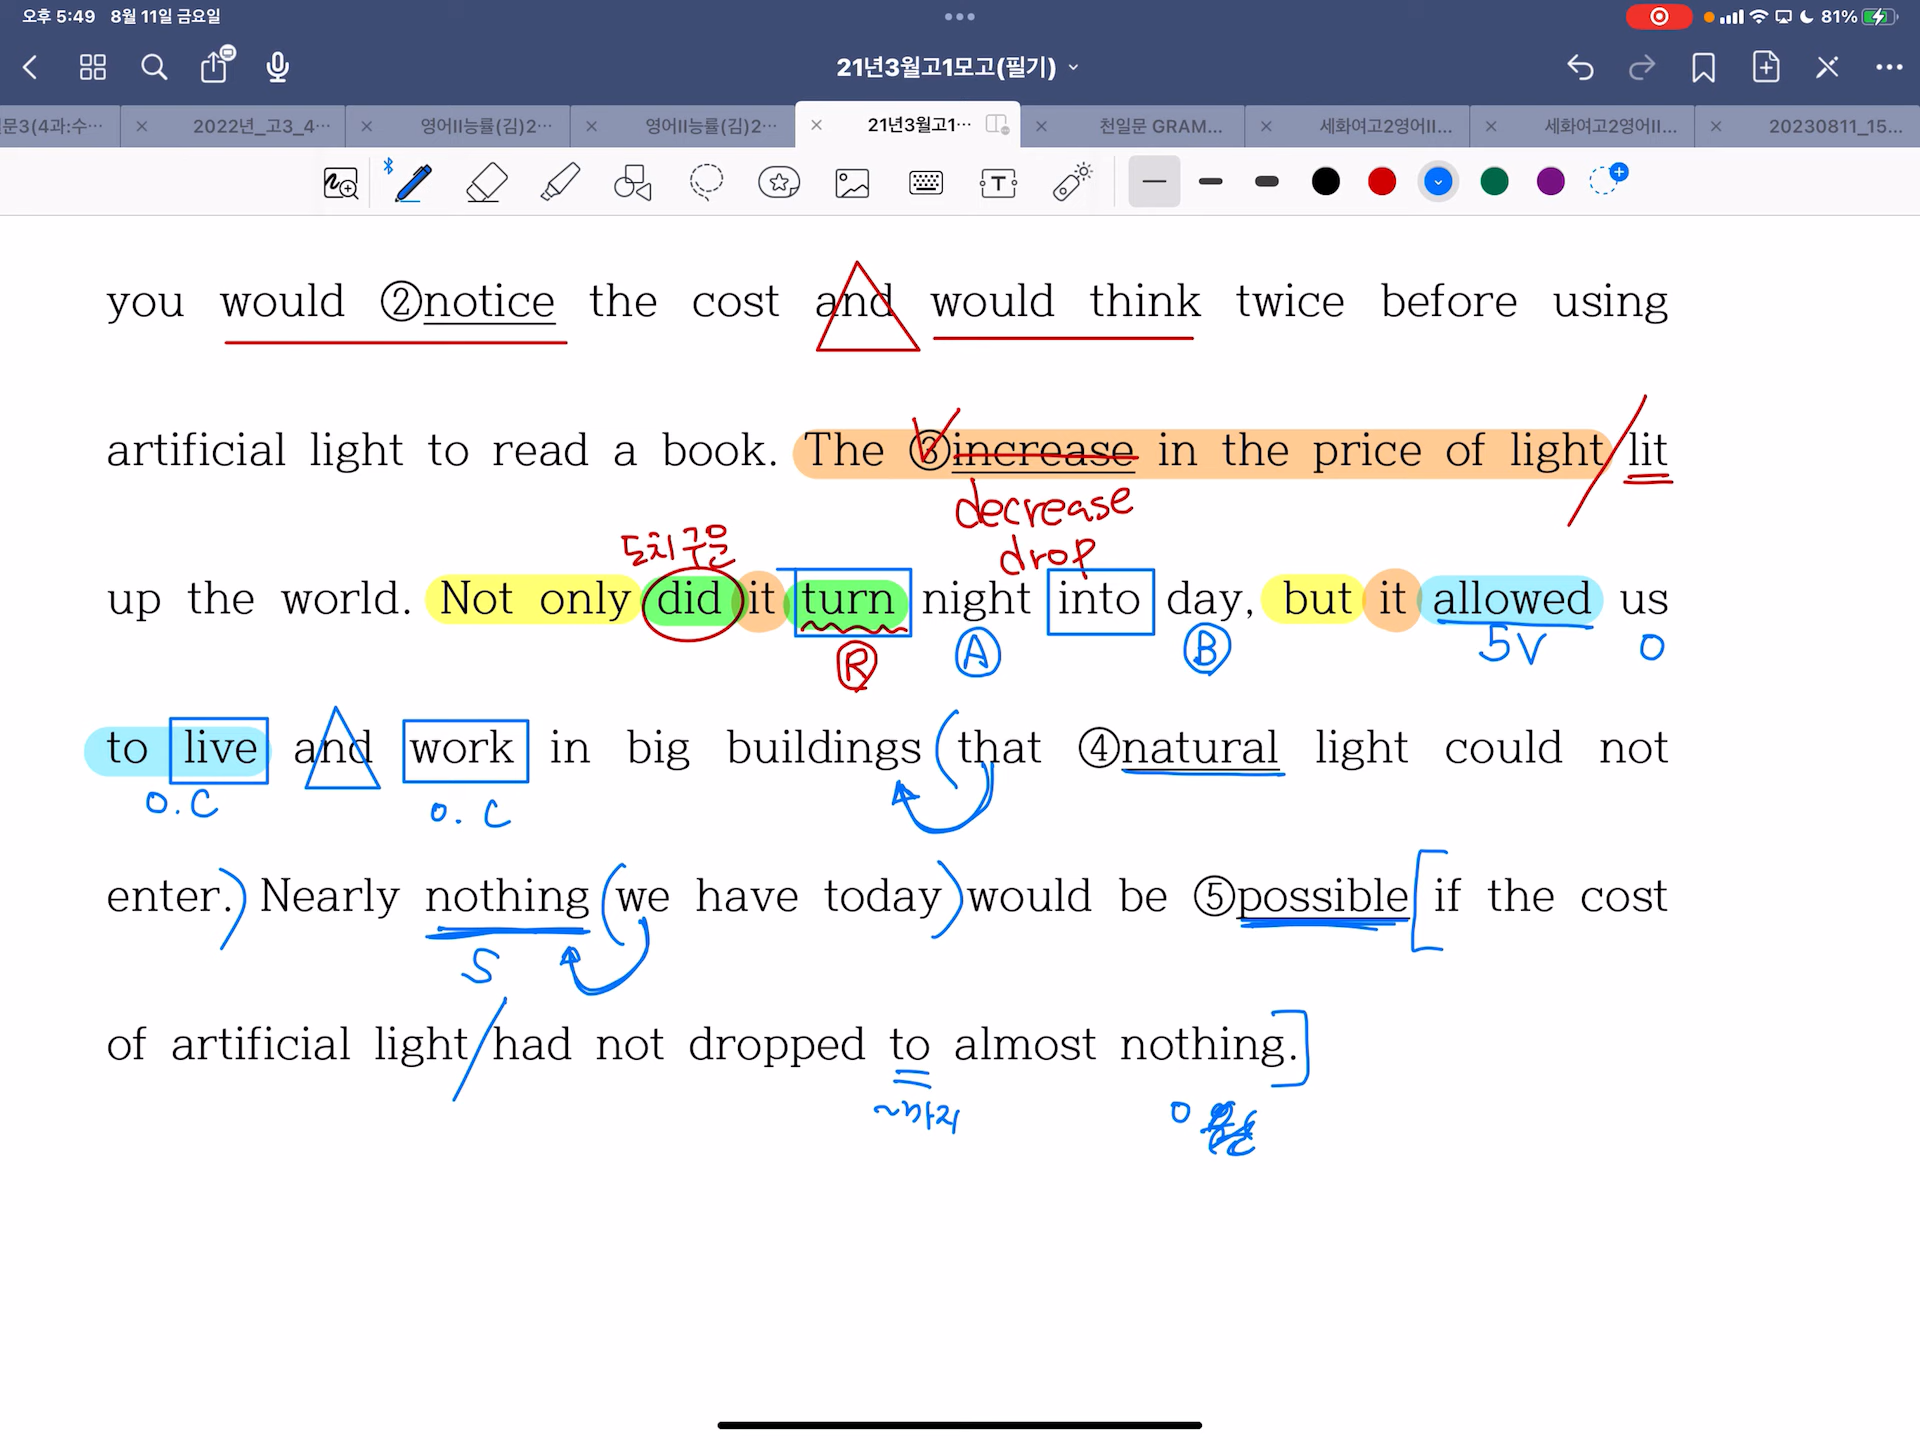 오후 5:49 8월 11일 금요일
81%
21년3월고1모고(필기)
문3(4과:수… 2022년_고3_4… 영어II능률(김)2… 영어II능률(김)2… 21년3월고1… 천일문 GRAM… 세화여고2영어II… 세화여고2영어II… 20230811_15…
you would ②notice the cost and would think twice before using
artificial light to read a book. The ③increase in the price of light lit
decrease
도치구문 drop
up the world. Not only did it turn night into day, but it allowed us
R A B 5V O
to live and work in big buildings (that ④natural light could not
O.C O.C
enter.) Nearly nothing (we have today) would be ⑤possible [if the cost
S
of artificial light / had not dropped to almost nothing.]
~까지 0